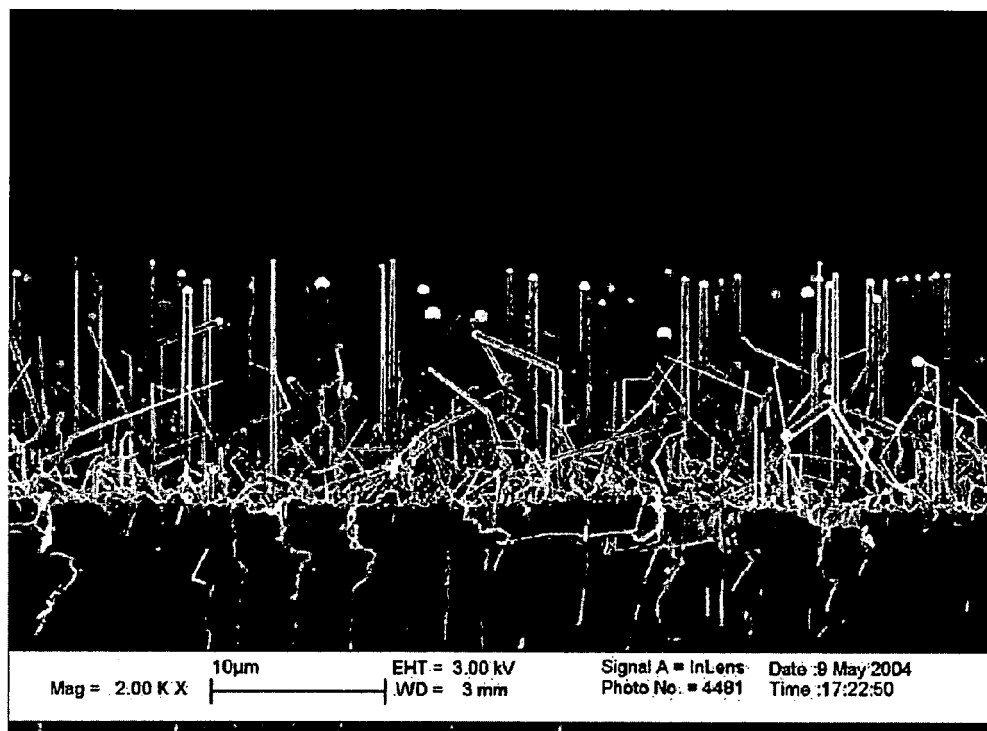 10µm
Mag = 2.00 K X
EHT = 3.00 kV
WD = 3 mm
Signal A = InLens
Photo No. = 4491
Date :9 May 2004
Time :17:22:50